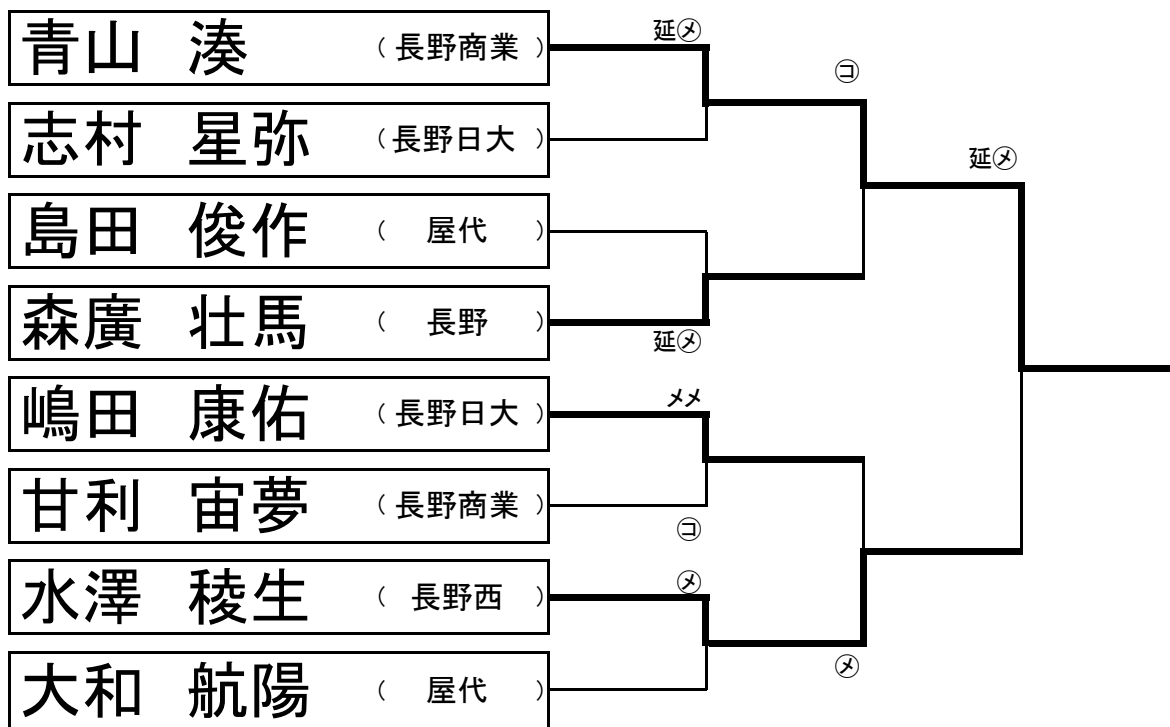 青山 湊 （長野商業）
延㋱
㋙
志村 星弥 （長野日大）
延㋱
島田 俊作 （ 屋代 ）
森廣 壮馬 （ 長野 ）
延㋱
嶋田 康佑 （長野日大）
メメ
甘利 宙夢 （長野商業）
㋙
水澤 稜生 （ 長野西 ）
㋱
㋱
大和 航陽 （ 屋代 ）